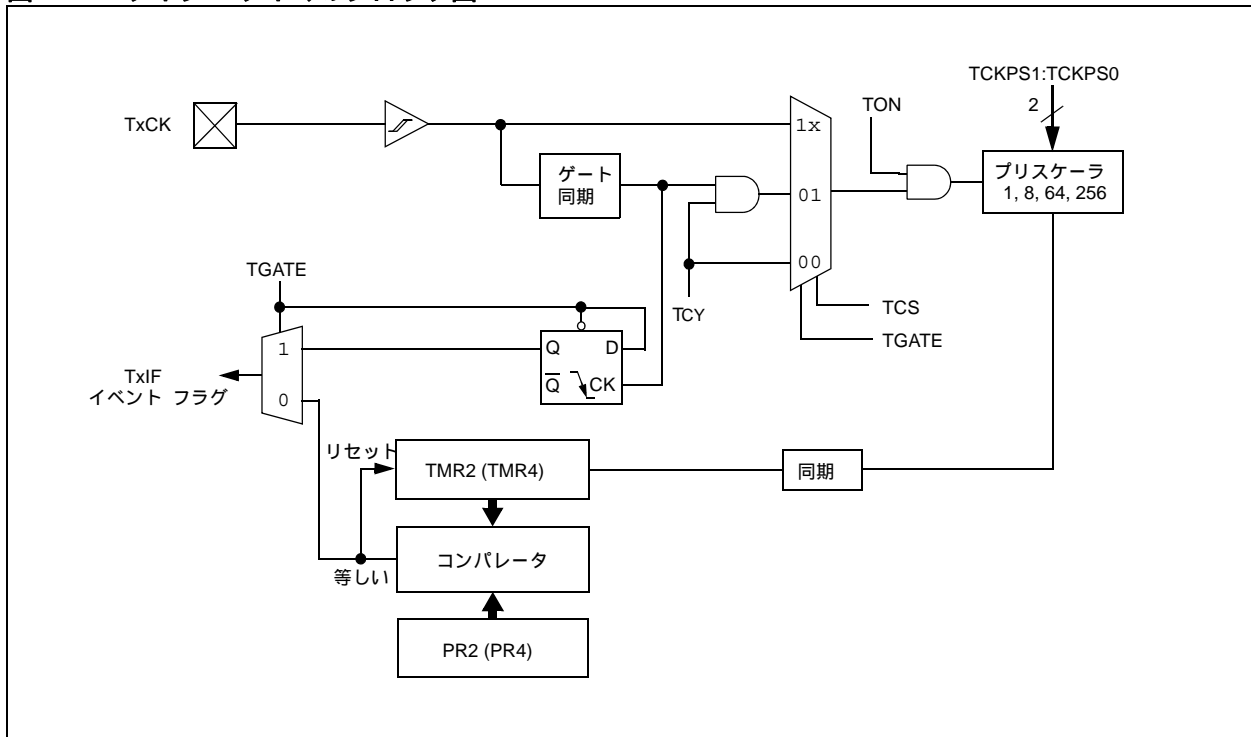 TCKPS1:TCKPS0
2
TON
TxCK
1x
ゲート
同期
プリスケーラ
1, 8, 64, 256
01
00
TGATE
TCY
TCS
TGATE
1
Q
D
TxIF
イベント フラグ
Q
CK
0
リセット
TMR2 (TMR4)
同期
コンパレータ
等しい
PR2 (PR4)